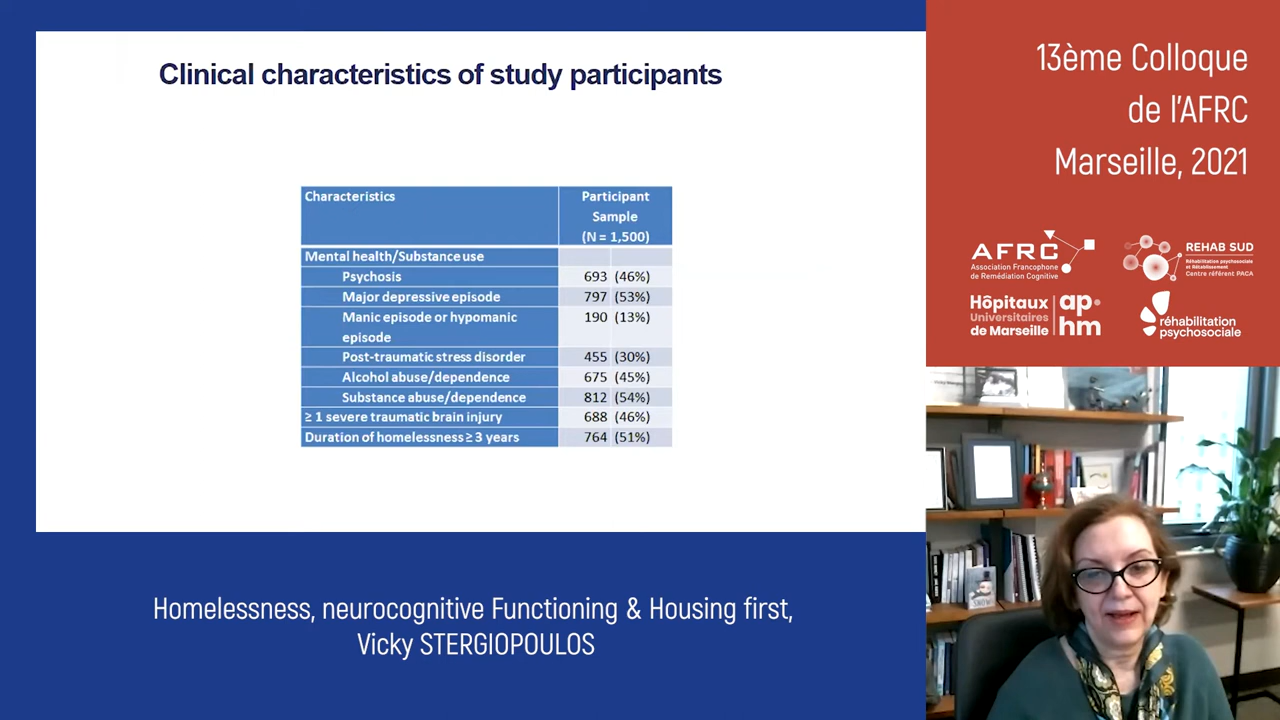 Clinical characteristics of study participants
Characteristics
Participant
Sample
(N = 1,500)
Mental health/Substance use
Psychosis 693 (46%)
Major depressive episode 797 (53%)
Manic episode or hypomanic 190 (13%)
episode
Post-traumatic stress disorder 455 (30%)
Alcohol abuse/dependence 675 (45%)
Substance abuse/dependence 812 (54%)
≥ 1 severe traumatic brain injury 688 (46%)
Duration of homelessness ≥ 3 years 764 (51%)
Homelessness, neurocognitive Functioning & Housing first,
Vicky STERGIOPOULOS
13ème Colloque
de l'AFRC
Marseille, 2021
AFRC
Association Francophone
de Remédiation Cognitive
REHAB SUD
Réhabilitation psychosociale
et Rétablissement
Centre référent PACA
Hôpitaux
Universitaires
de Marseille
ap.
hm
réhabilitation
psychosociale
SNOW